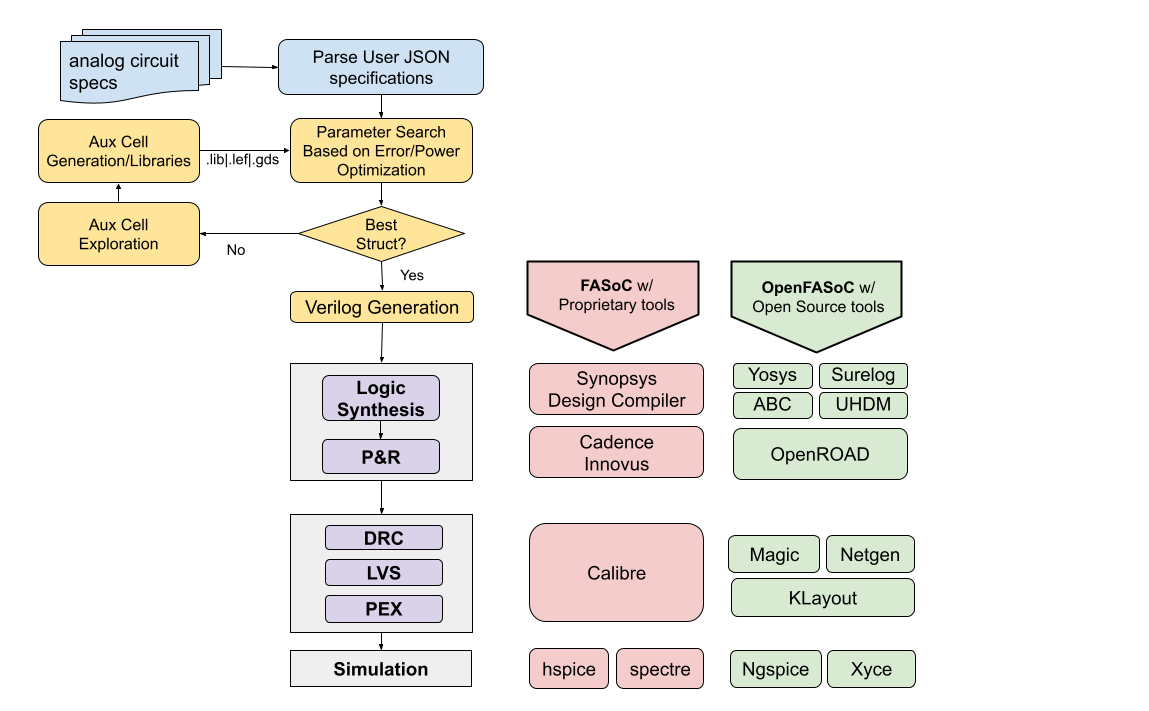 analog circuit
specs
Parse User JSON
specifications
Aux Cell
Generation/Libraries
.lib|.lef|.gds
Parameter Search
Based on Error/Power
Optimization
Aux Cell
Exploration
No
Best
Struct?
Yes
Verilog Generation
FASoC w/
Proprietary tools
OpenFASoC w/
Open Source tools
Logic
Synthesis
Synopsys
Design Compiler
Yosys
Surelog
ABC
UHDM
P&R
Cadence
Innovus
OpenROAD
DRC
LVS
PEX
Calibre
Magic
Netgen
KLayout
Simulation
hspice
spectre
Ngspice
Xyce